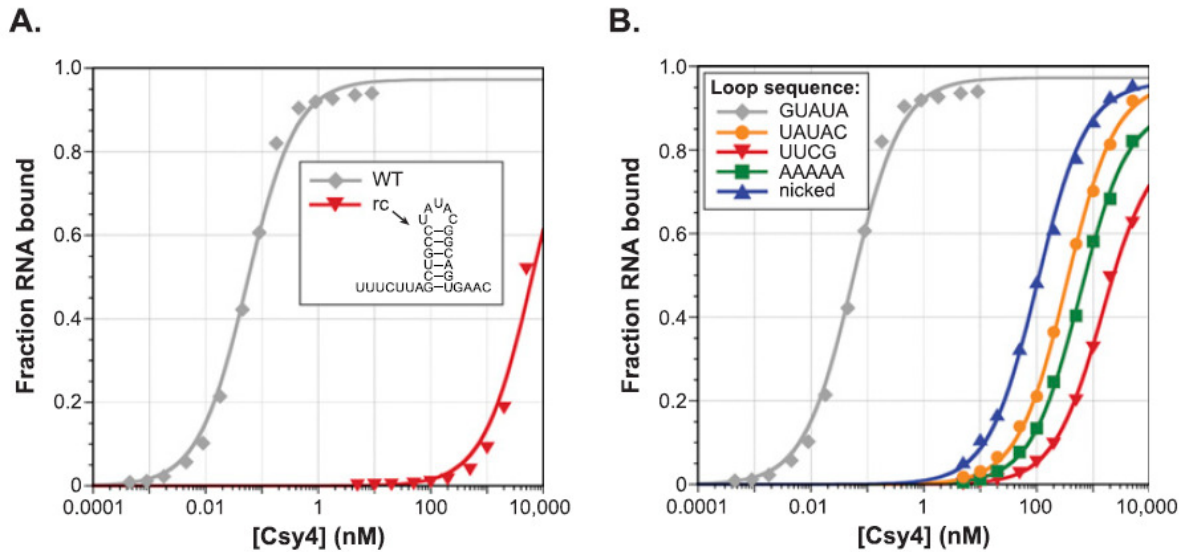 A.
1.0
0.8
0.6
0.4
0.2
0
Fraction RNA bound
WT
rc
U A U A C
C G
C G
G C
U A
C G
UUUCUUAG UGAAC
0.0001 0.01 1 100 10,000
[Csy4] (nM)
B.
1.0
0.8
0.6
0.4
0.2
0
Fraction RNA bound
Loop sequence:
GUAUA
UAUAC
UUCG
AAAAA
nicked
0.0001 0.01 1 100 10,000
[Csy4] (nM)